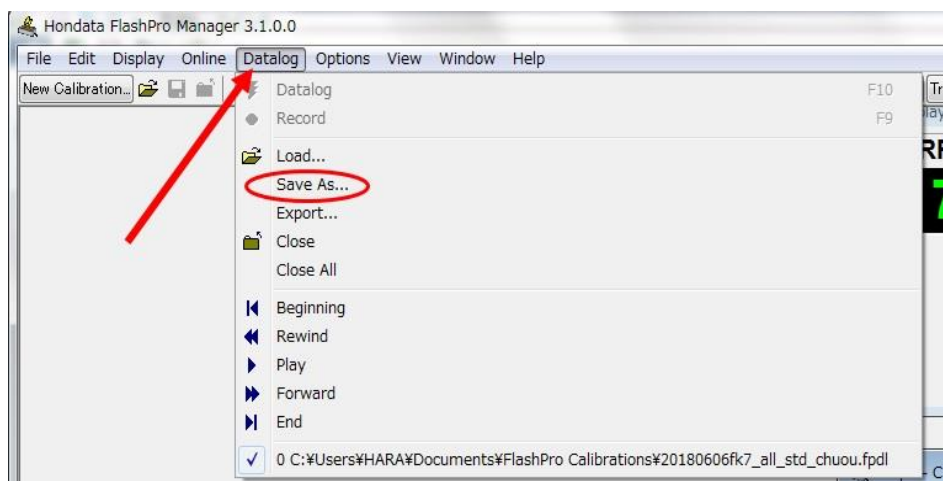 Hondata FlashPro Manager 3.1.0.0
File Edit Display Online Datalog Options View Window Help
New Calibration...
Datalog F10
Record F9
Load...
Save As...
Export...
Close
Close All
Beginning
Rewind
Play
Forward
End
0 C:¥Users¥HARA¥Documents¥FlashPro Calibrations¥20180606fk7_all_std_chuou.fpdl